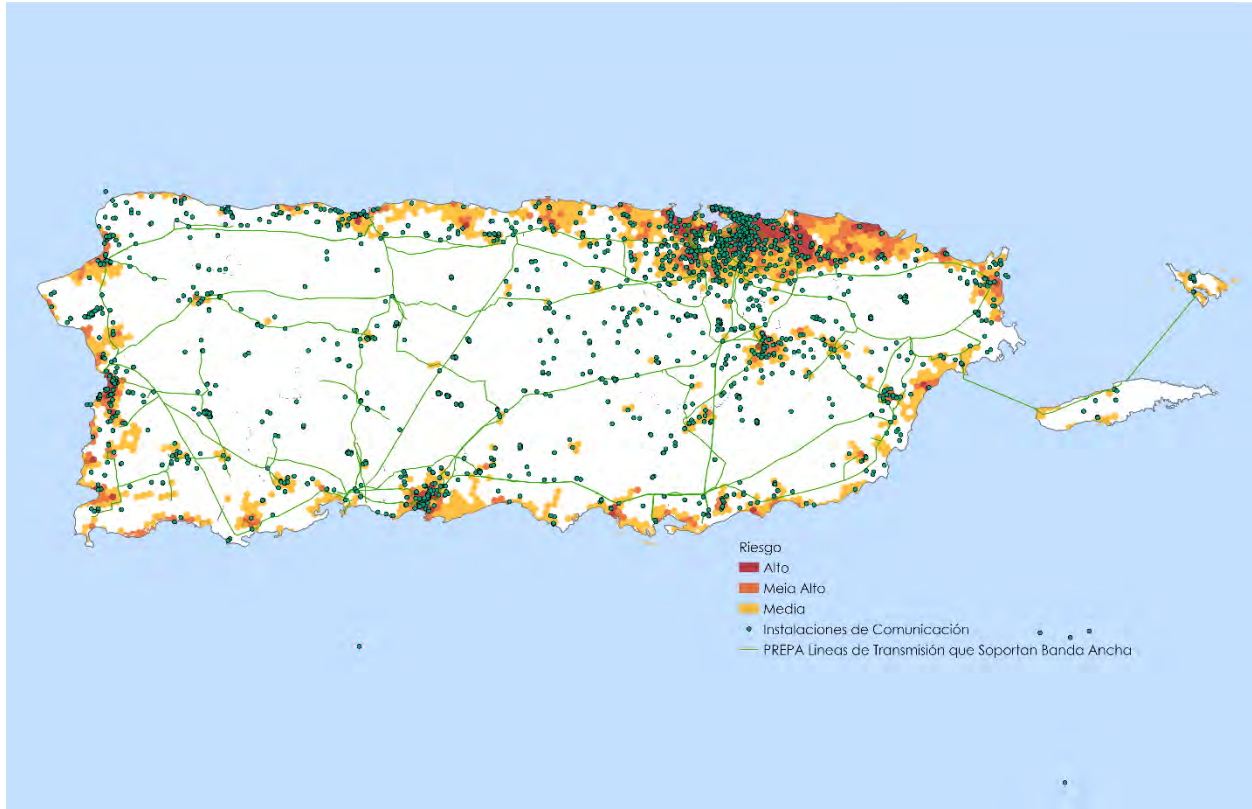 Riesgo
Alto
Meia Alto
Media
Instalaciones de Comunicación
PREPA Lineas de Transmisión que Soportan Banda Ancha